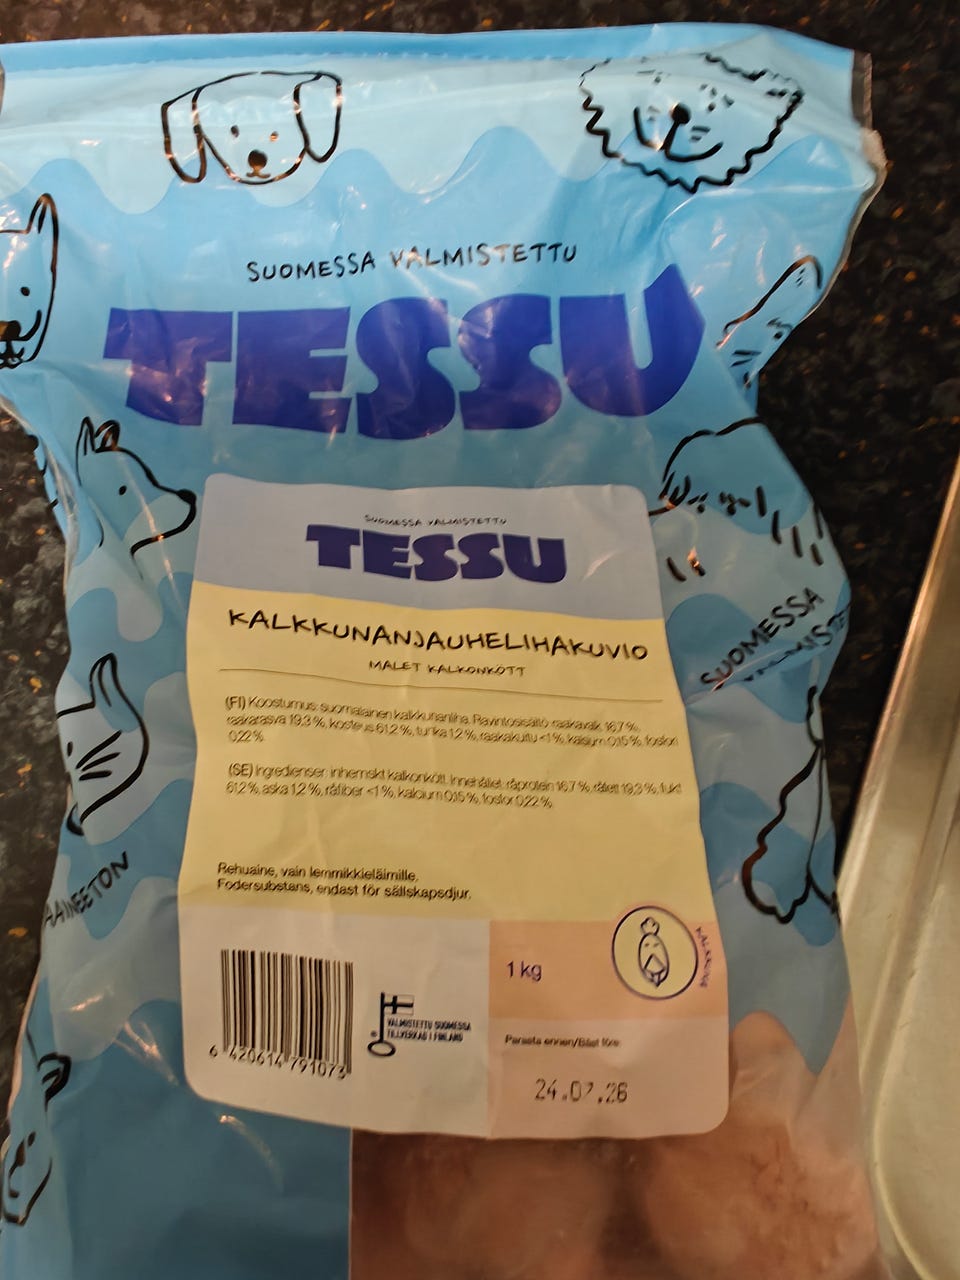 SUOMESSA VALMISTETTU
TESSU
SUOMESSA VALMISTETTU
TESSU
KALKKUNANJAUHELIHAKUVIO
MALET KALKONKÖTT
(FI) Koostumus: suomalainen kalkkunanliha. Ravintosisältö: raakavalk. 16,7 %,
raakarasva 19,3 %, kosteus 61,2 %, tuhka 1,2 %, raakakuitu <1 %, kalsium 0,15 %, fosfori
0,22 %
(SE) Ingredienser: inhemskt kalkonkött. Innehållet: råprotein 16,7 %, råfett 19,3 %, fukt
61,2 %, aska 1,2 %, råfiber <1 %, kalcium 0,15 %, fosfor 0,22 %
Rehuaine, vain lemmikkieläimille.
Fodersubstans, endast för sällskapsdjur.
6 420614 791073
VALMISTETTU SUOMESSA
TILLVERKAD I FINLAND
1 kg
KALKKUNA
Parasta ennen/Bäst före
24.07.26
SUOMESSA
AAINEETON